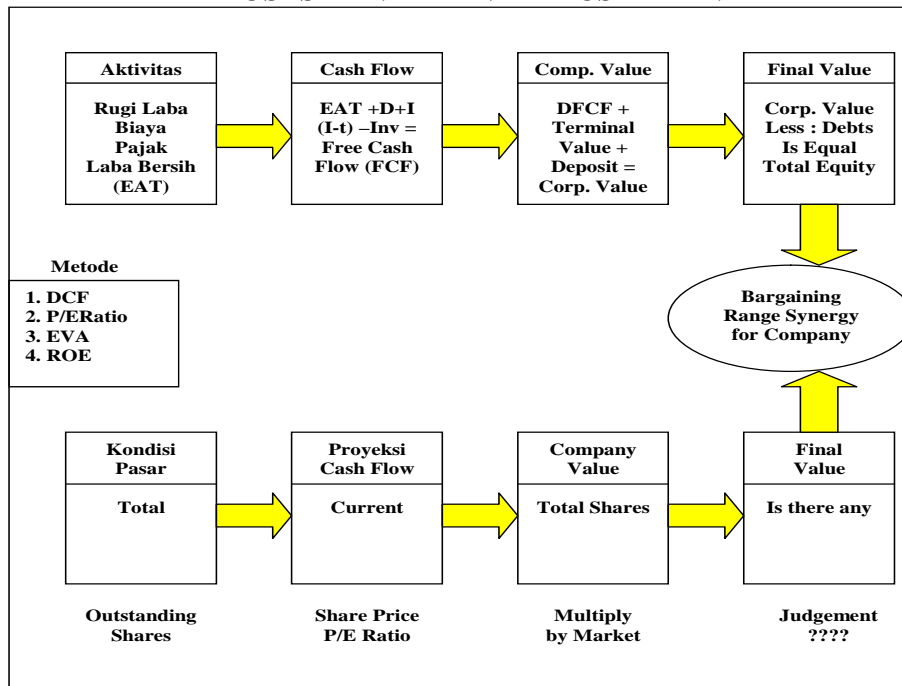 Aktivitas
Rugi Laba
Biaya
Pajak
Laba Bersih
(EAT)
Cash Flow
EAT +D+I
(I-t) –Inv =
Free Cash
Flow (FCF)
Comp. Value
DFCF +
Terminal
Value +
Deposit =
Corp. Value
Final Value
Corp. Value
Less : Debts
Is Equal
Total Equity
Metode
1. DCF
2. P/ERatio
3. EVA
4. ROE
Bargaining
Range Synergy
for Company
Kondisi
Pasar
Total
Outstanding
Shares
Proyeksi
Cash Flow
Current
Share Price
P/E Ratio
Company
Value
Total Shares
Multiply
by Market
Final
Value
Is there any
Judgement
????